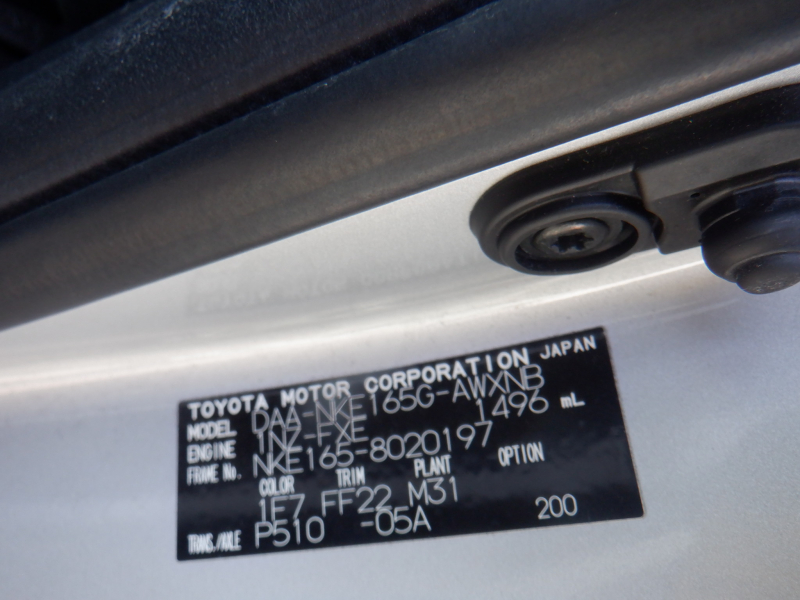 TOYOTA MOTOR CORPORATION JAPAN
MODEL DAA-NKE165G-AWXNB
ENGINE 1NZ-FXE 1496 mL
FRAME No. NKE165-8020197
COLOR TRIM PLANT OPTION
1F7 FF22 M31
TRANS./AXLE P510 -05A 200